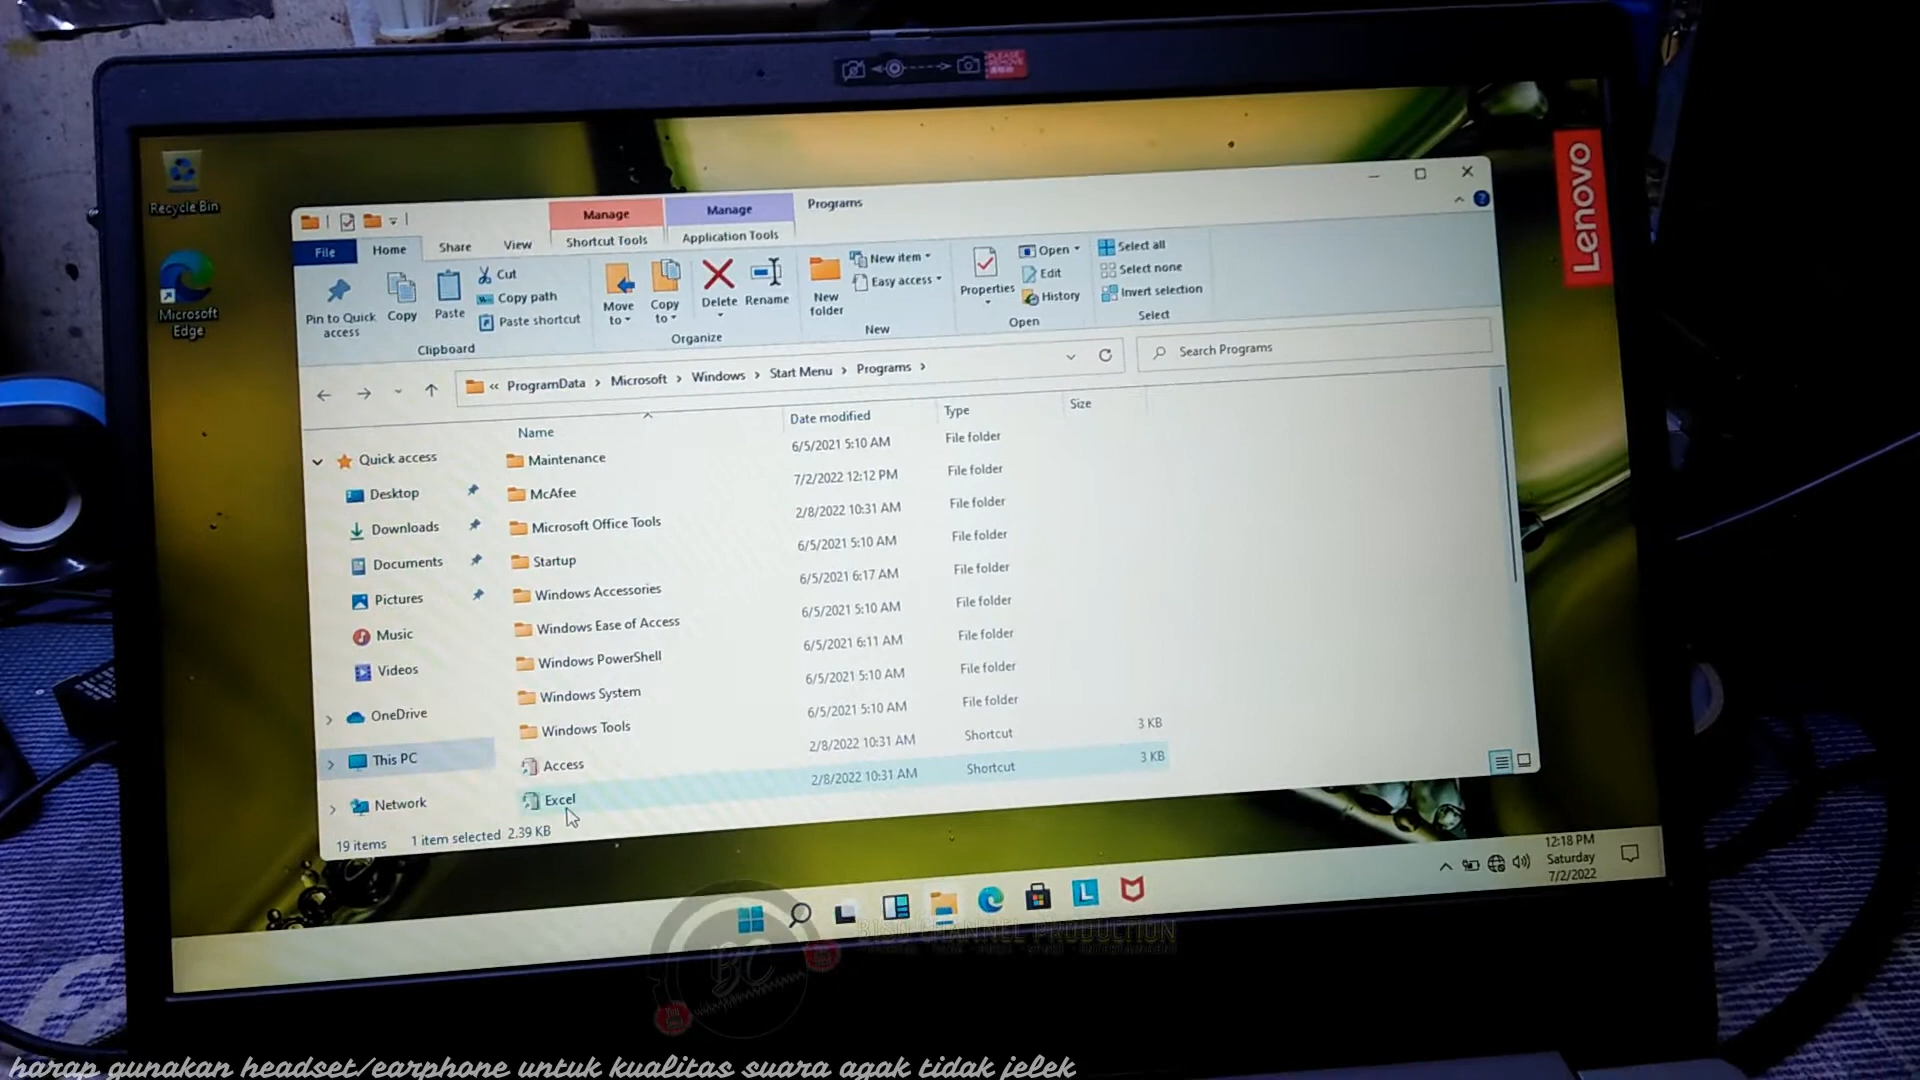 PLEASE REMOVE
Lenovo
Recycle Bin
Microsoft Edge
Manage
Manage
Programs
File
Home
Share
View
Shortcut Tools
Application Tools
Pin to Quick access
Copy
Paste
Cut
Copy path
Paste shortcut
Clipboard
Move to
Copy to
Delete
Rename
Organize
New folder
New item
Easy access
New
Properties
Open
Edit
History
Open
Select all
Select none
Invert selection
Select
« ProgramData > Microsoft > Windows > Start Menu > Programs >
Search Programs
Name
Date modified
Type
Size
Quick access
Desktop
Downloads
Documents
Pictures
Music
Videos
OneDrive
This PC
Network
Maintenance 6/5/2021 5:10 AM File folder
McAfee 7/2/2022 12:12 PM File folder
Microsoft Office Tools 2/8/2022 10:31 AM File folder
Startup 6/5/2021 5:10 AM File folder
Windows Accessories 6/5/2021 6:17 AM File folder
Windows Ease of Access 6/5/2021 5:10 AM File folder
Windows PowerShell 6/5/2021 6:11 AM File folder
Windows System 6/5/2021 5:10 AM File folder
Windows Tools 6/5/2021 5:10 AM File folder
Access 2/8/2022 10:31 AM Shortcut 3 KB
Excel 2/8/2022 10:31 AM Shortcut 3 KB
19 items 1 item selected 2.39 KB
12:18 PM
Saturday
7/2/2022
BC
BISU CHANNEL PRODUCTION
harap gunakan headset/earphone untuk kualitas suara agak tidak jelek